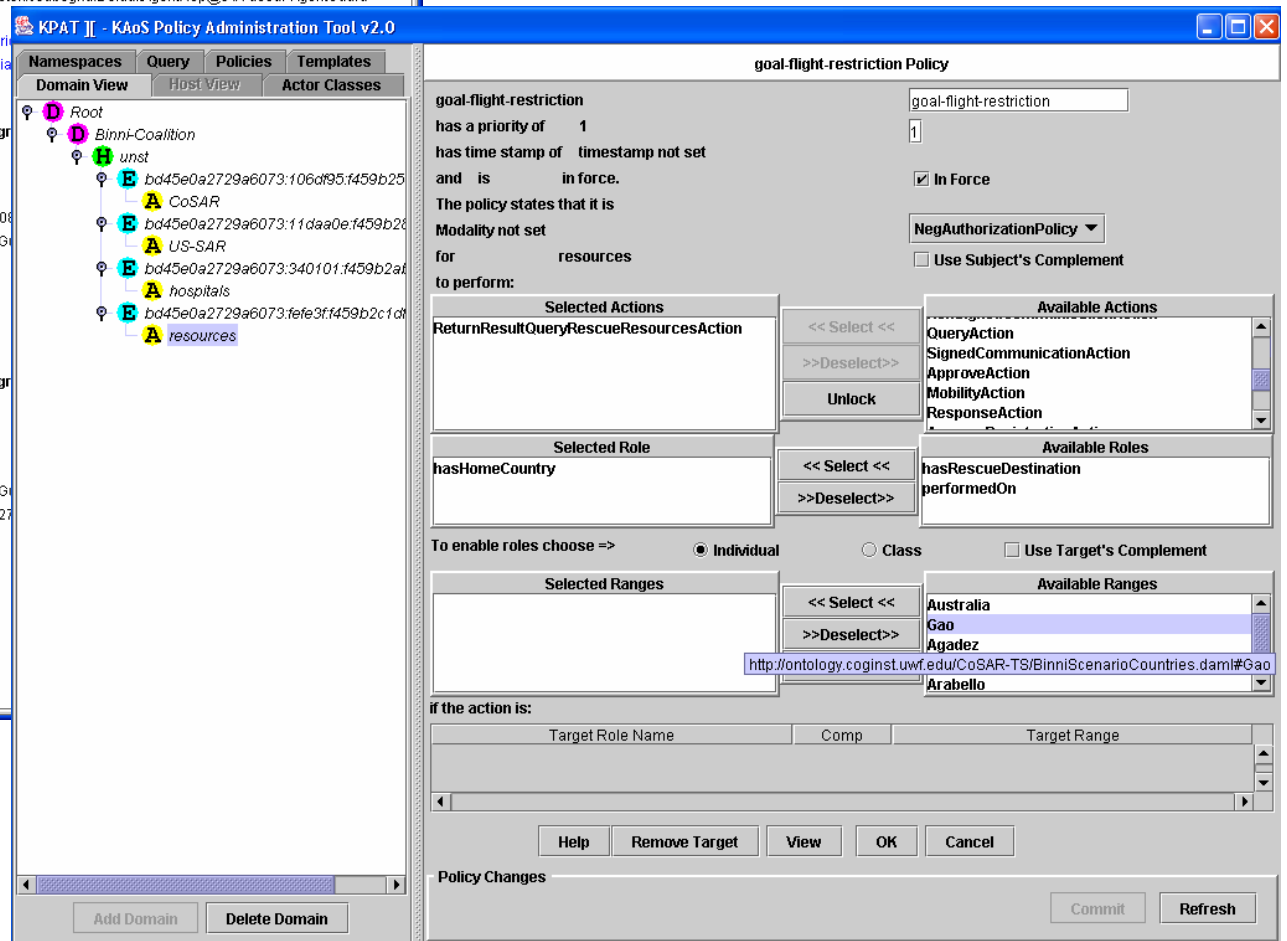 KPAT ][ - KAoS Policy Administration Tool v2.0
Namespaces Query Policies Templates
Domain View Host View Actor Classes
D Root
D Binni-Coalition
H unst
E bd45e0a2729a6073:106df95:f459b25
A CoSAR
E bd45e0a2729a6073:11daa0e:f459b28
A US-SAR
E bd45e0a2729a6073:340101:f459b2a
A hospitals
E bd45e0a2729a6073:fefe3f:f459b2c1d
A resources
Add Domain Delete Domain
goal-flight-restriction Policy
goal-flight-restriction goal-flight-restriction
has a priority of 1 1
has time stamp of timestamp not set
and is in force. In Force
The policy states that it is
Modality not set NegAuthorizationPolicy
for resources Use Subject's Complement
to perform:
Selected Actions Available Actions
ReturnResultQueryRescueResourcesAction
<< Select <<
>>Deselect>>
Unlock
QueryAction
SignedCommunicationAction
ApproveAction
MobilityAction
ResponseAction
Selected Role Available Roles
hasHomeCountry
<< Select <<
>>Deselect>>
hasRescueDestination
performedOn
To enable roles choose => Individual Class Use Target's Complement
Selected Ranges Available Ranges
<< Select <<
>>Deselect>>
Australia
Gao
Agadez
http://ontology.coginst.uwf.edu/CoSAR-TS/BinniScenarioCountries.daml#Gao
Arabello
if the action is:
Target Role Name Comp Target Range
Help Remove Target View OK Cancel
Policy Changes
Commit Refresh